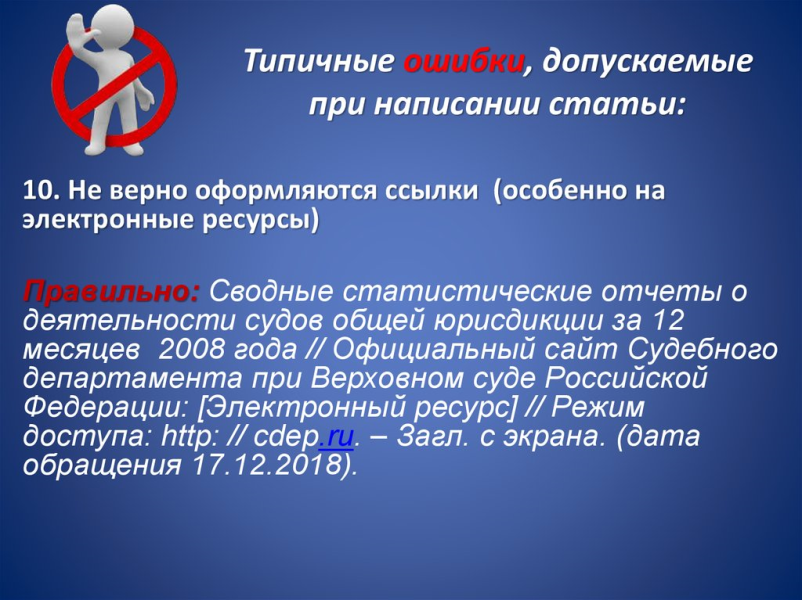 Типичные ошибки, допускаемые
при написании статьи:
10. Не верно оформляются ссылки (особенно на
электронные ресурсы)
Правильно: Сводные статистические отчеты о
деятельности судов общей юрисдикции за 12
месяцев 2008 года // Официальный сайт Судебного
департамента при Верховном суде Российской
Федерации: [Электронный ресурс] // Режим
доступа: http: // cdep.ru. – Загл. с экрана. (дата
обращения 17.12.2018).